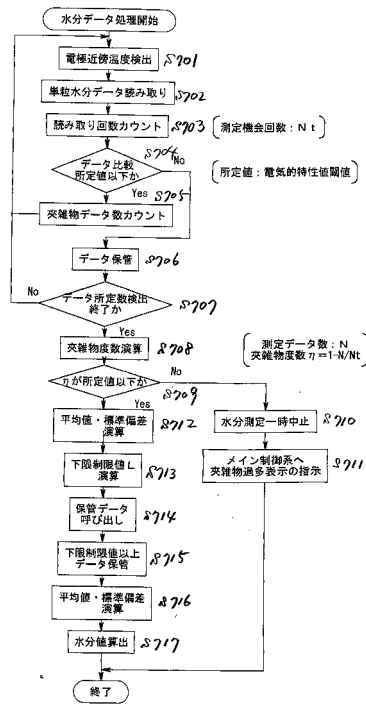 水分データ処理開始
電極近傍温度検出 S701
単粒水分データ読み取り S702
読み取り回数カウント S703
測定機会回数:Nt
S704
データ比較
所定値以下か
No
所定値:電気的特性値閾値
Yes S705
夾雑物データ数カウント
データ保管 S706
No
データ所定数検出
終了か
S707
Yes
夾雑物度数演算 S708
測定データ数:N
夾雑物度数η=1-N/Nt
ηが所定値以下か
No
S709
Yes
平均値・標準偏差
演算
S712
水分測定一時中止 S710
下限制限値L
演算
S713
メイン制御系へ
夾雑物過多表示の指示
S711
保管データ
呼び出し
S714
下限制限値以上
データ保管
S715
平均値・標準偏差
演算
S716
水分値算出 S717
終了